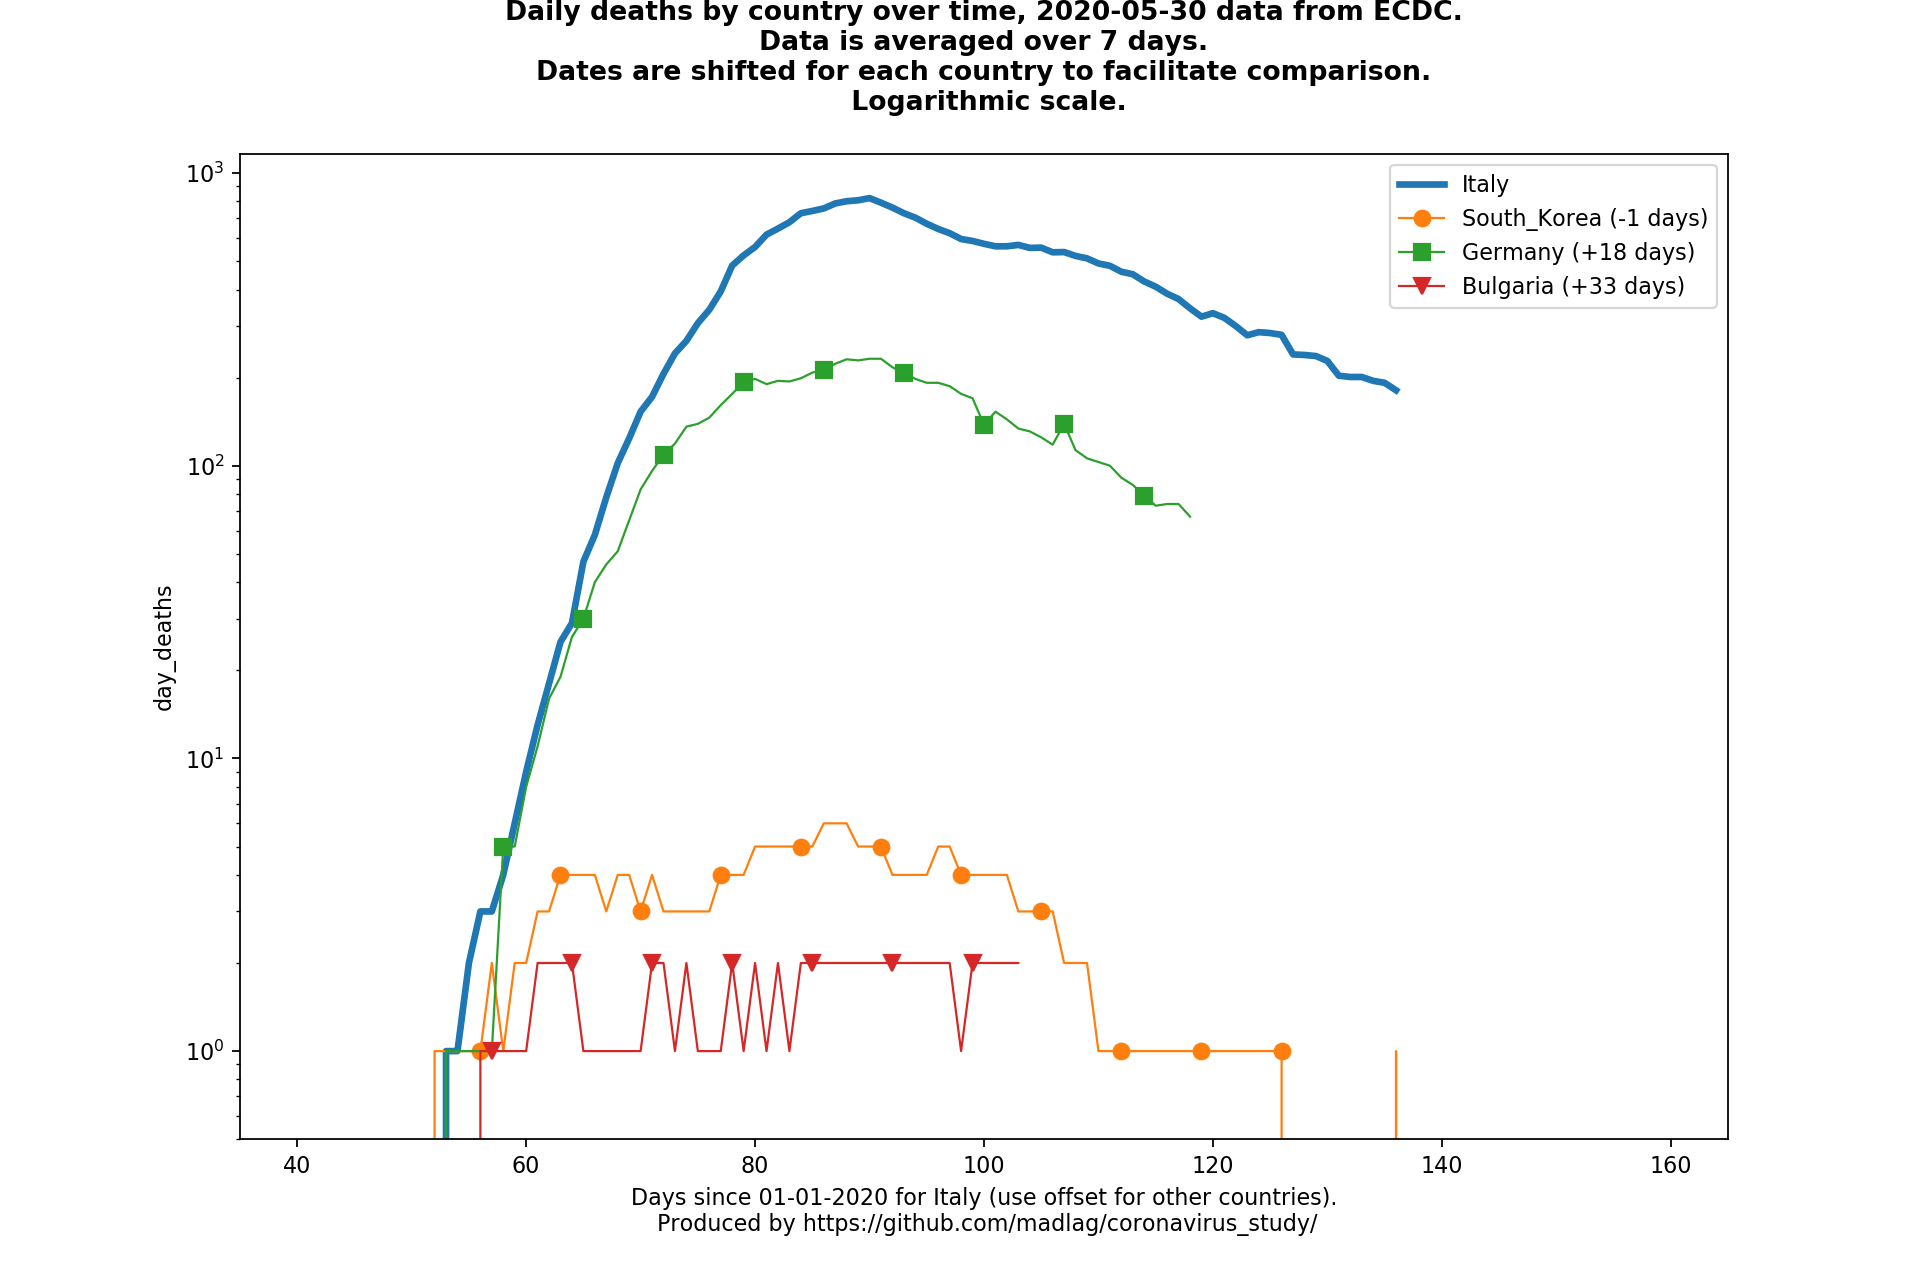 Daily deaths by country over time, 2020-05-30 data from ECDC.
Data is averaged over 7 days.
Dates are shifted for each country to facilitate comparison.
Logarithmic scale.
10³
Italy
South_Korea (-1 days)
Germany (+18 days)
Bulgaria (+33 days)
10²
day_deaths
10¹
10⁰
40 60 80 100 120 140 160
Days since 01-01-2020 for Italy (use offset for other countries).
Produced by https://github.com/madlag/coronavirus_study/